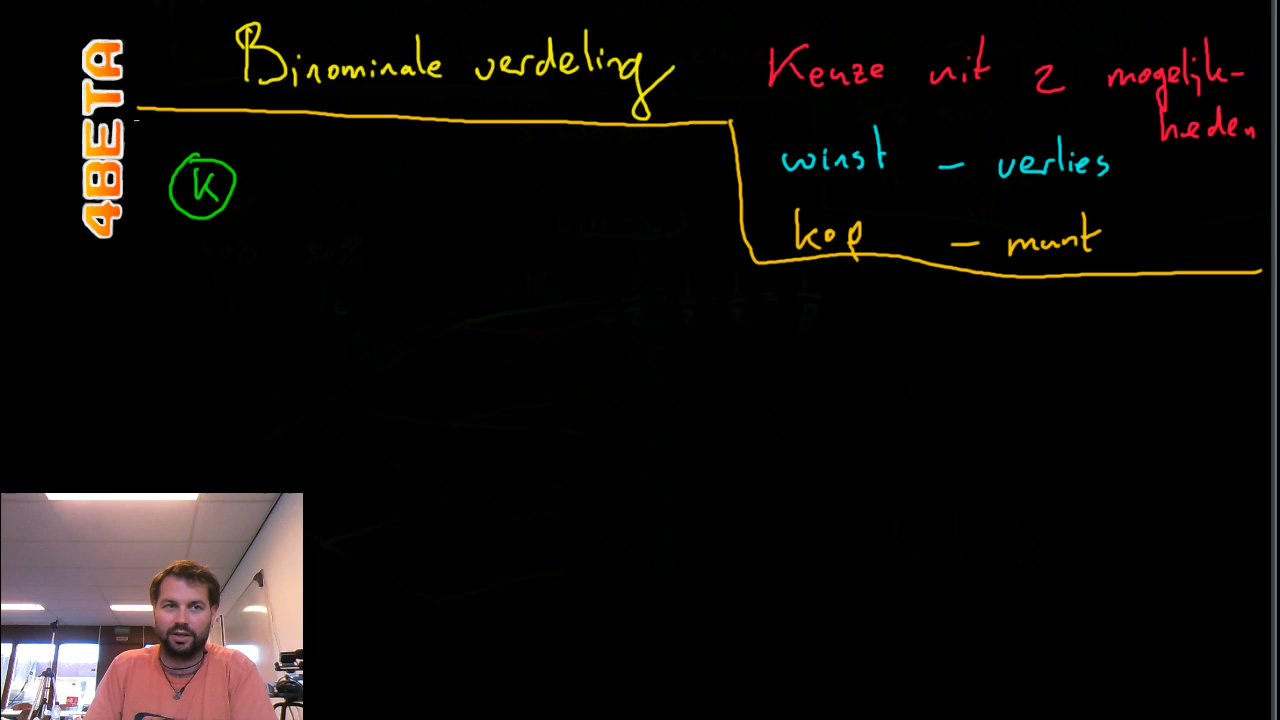 4BETA
Binominale verdeling
Keuze uit 2 mogelijk-
heden
winst - verlies
kop - munt
K